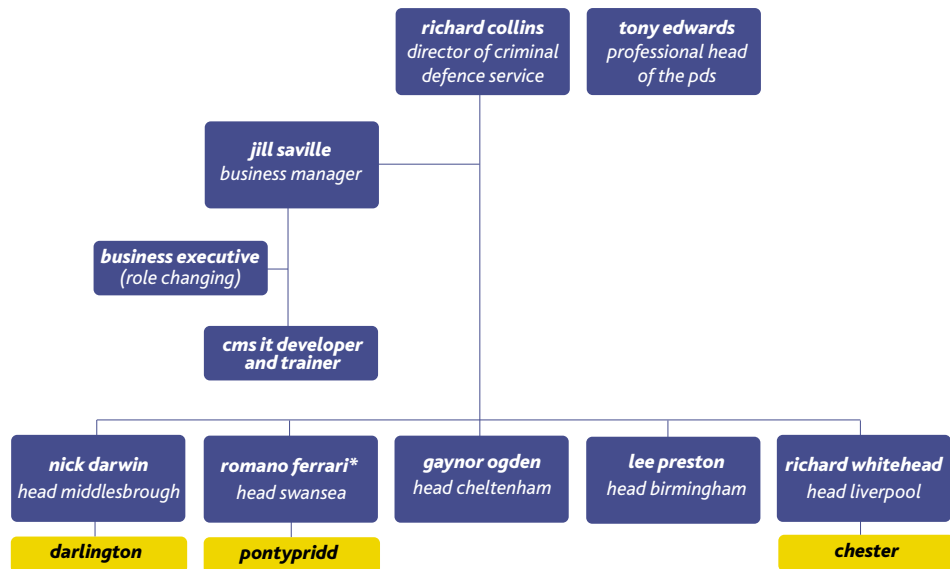 richard collins
director of criminal
defence service
tony edwards
professional head
of the pds
jill saville
business manager
business executive
(role changing)
cms it developer
and trainer
nick darwin
head middlesbrough
romano ferrari*
head swansea
gaynor ogden
head cheltenham
lee preston
head birmingham
richard whitehead
head liverpool
darlington
pontypridd
chester